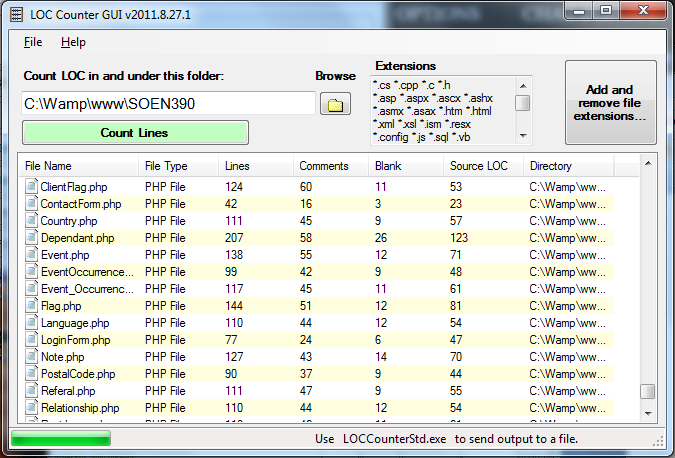 LOC Counter GUI v2011.8.27.1
File Help
Count LOC in and under this folder:
Browse
Extensions
C:\Wamp\www\SOEN390
*.cs *.cpp *.c *.h
*.asp *.aspx *.ascx *.ashx
*.asmx *.asax *.htm *.html
*.xml *.xsl *.ism *.resx
*.config *.js *.sql *.vb
Add and
remove file
extensions...
Count Lines
File Name File Type Lines Comments Blank Source LOC Directory
ClientFlag.php PHP File 124 60 11 53 C:\Wamp\ww...
ContactForm.php PHP File 42 16 3 23 C:\Wamp\ww...
Country.php PHP File 111 45 9 57 C:\Wamp\ww...
Dependant.php PHP File 207 58 26 123 C:\Wamp\ww...
Event.php PHP File 138 55 12 71 C:\Wamp\ww...
EventOccurrence... PHP File 99 42 9 48 C:\Wamp\ww...
Event_Occurrenc... PHP File 117 45 11 61 C:\Wamp\ww...
Flag.php PHP File 144 51 12 81 C:\Wamp\ww...
Language.php PHP File 110 44 12 54 C:\Wamp\ww...
LoginForm.php PHP File 77 24 6 47 C:\Wamp\ww...
Note.php PHP File 127 43 14 70 C:\Wamp\ww...
PostalCode.php PHP File 90 37 9 44 C:\Wamp\ww...
Referal.php PHP File 111 47 9 55 C:\Wamp\ww...
Relationship.php PHP File 110 44 12 54 C:\Wamp\ww...
Use LOCCounterStd.exe to send output to a file.